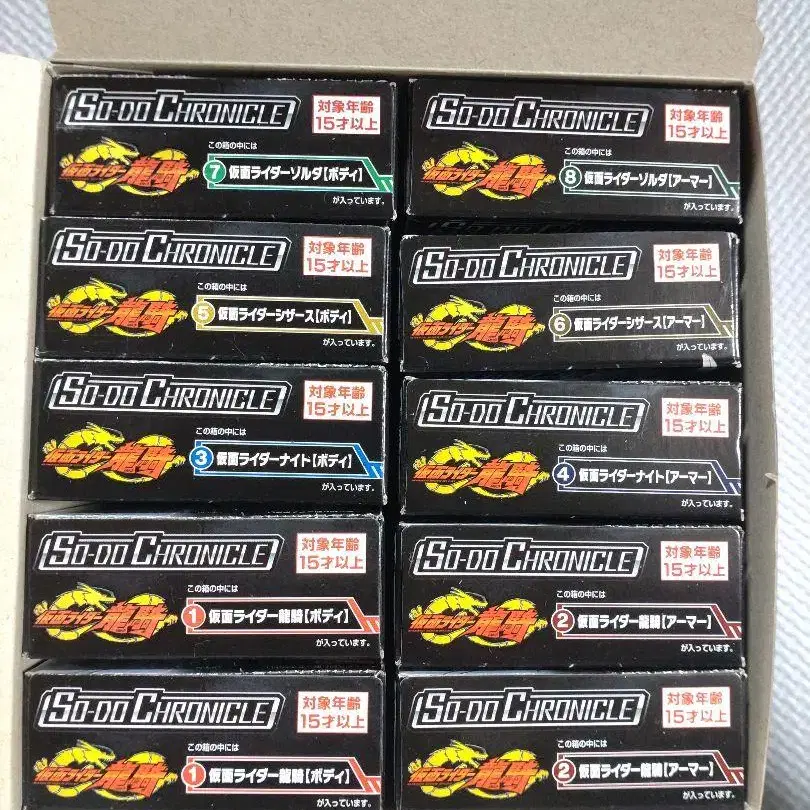 SO-DO CHRONICLE
対象年齢
15才以上
この箱の中には
仮面ライダー龍騎
7 仮面ライダーゾルダ【ボディ】
が入っています。
SO-DO CHRONICLE
対象年齢
15才以上
この箱の中には
仮面ライダー龍騎
8 仮面ライダーゾルダ【アーマー】
が入っています。
SO-DO CHRONICLE
対象年齢
15才以上
この箱の中には
仮面ライダー龍騎
5 仮面ライダーシザース【ボディ】
が入っています。
SO-DO CHRONICLE
対象年齢
15才以上
この箱の中には
仮面ライダー龍騎
6 仮面ライダーシザース【アーマー】
が入っています。
SO-DO CHRONICLE
対象年齢
15才以上
この箱の中には
仮面ライダー龍騎
3 仮面ライダーナイト【ボディ】
が入っています。
SO-DO CHRONICLE
対象年齢
15才以上
この箱の中には
仮面ライダー龍騎
4 仮面ライダーナイト【アーマー】
が入っています。
SO-DO CHRONICLE
対象年齢
15才以上
この箱の中には
仮面ライダー龍騎
1 仮面ライダー龍騎【ボディ】
が入っています。
SO-DO CHRONICLE
対象年齢
15才以上
この箱の中には
仮面ライダー龍騎
2 仮面ライダー龍騎【アーマー】
が入っています。
SO-DO CHRONICLE
対象年齢
15才以上
この箱の中には
仮面ライダー龍騎
1 仮面ライダー龍騎【ボディ】
が入っています。
SO-DO CHRONICLE
対象年齢
15才以上
この箱の中には
仮面ライダー龍騎
2 仮面ライダー龍騎【アーマー】
が入っています。